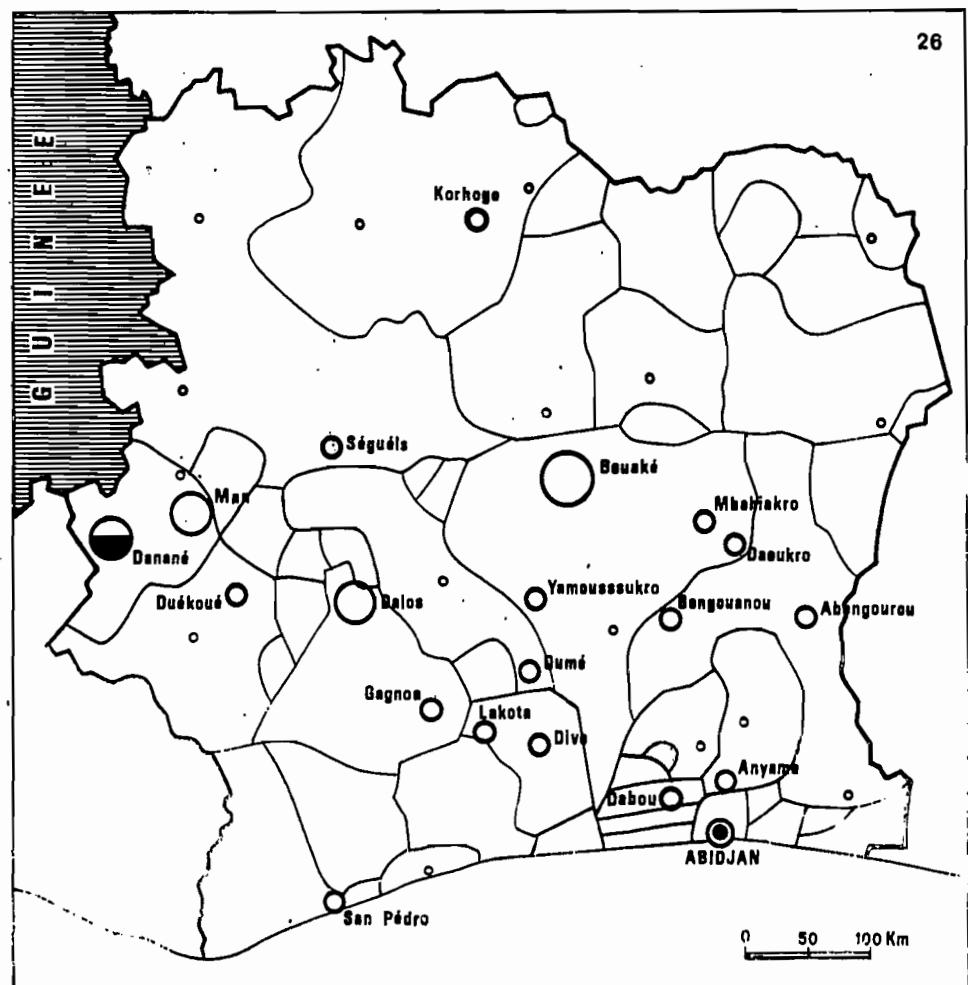 26
GUINEE
Korhogo
Séguéla
Bouaké
Man
Mbahiakro
Danané
Daoukro
Duékoué
Daloa
Yamousssukro
Bongouanou
Abengourou
Oumé
Gagnoa
Lakota
Divo
Anyama
Dabou
ABIDJAN
San Pédro
0 50 100 Km